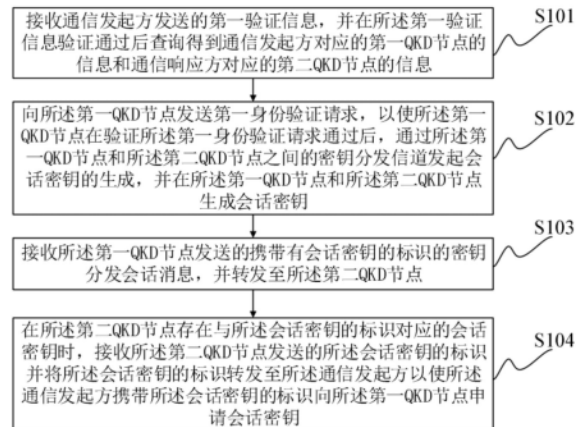 接收通信发起方发送的第一验证信息，并在所述第一验证
信息验证通过后查询得到通信发起方对应的第一QKD节点的
信息和通信响应方对应的第二QKD节点的信息
S101
向所述第一QKD节点发送第一身份验证请求，以使所述第一
QKD节点在验证所述第一身份验证请求通过后，通过所述第
一QKD节点和所述第二QKD节点之间的密钥分发信道发起会
话密钥的生成，并在所述第一QKD节点和所述第二QKD节点
生成会话密钥
S102
接收所述第一QKD节点发送的携带有会话密钥的标识的密钥
分发会话消息，并转发至所述第二QKD节点
S103
在所述第二QKD节点存在与所述会话密钥的标识对应的会话
密钥时，接收所述第二QKD节点发送的所述会话密钥的标识
并将所述会话密钥的标识转发至所述通信发起方以使所述
通信发起方携带所述会话密钥的标识向所述第一QKD节点申
请会话密钥
S104